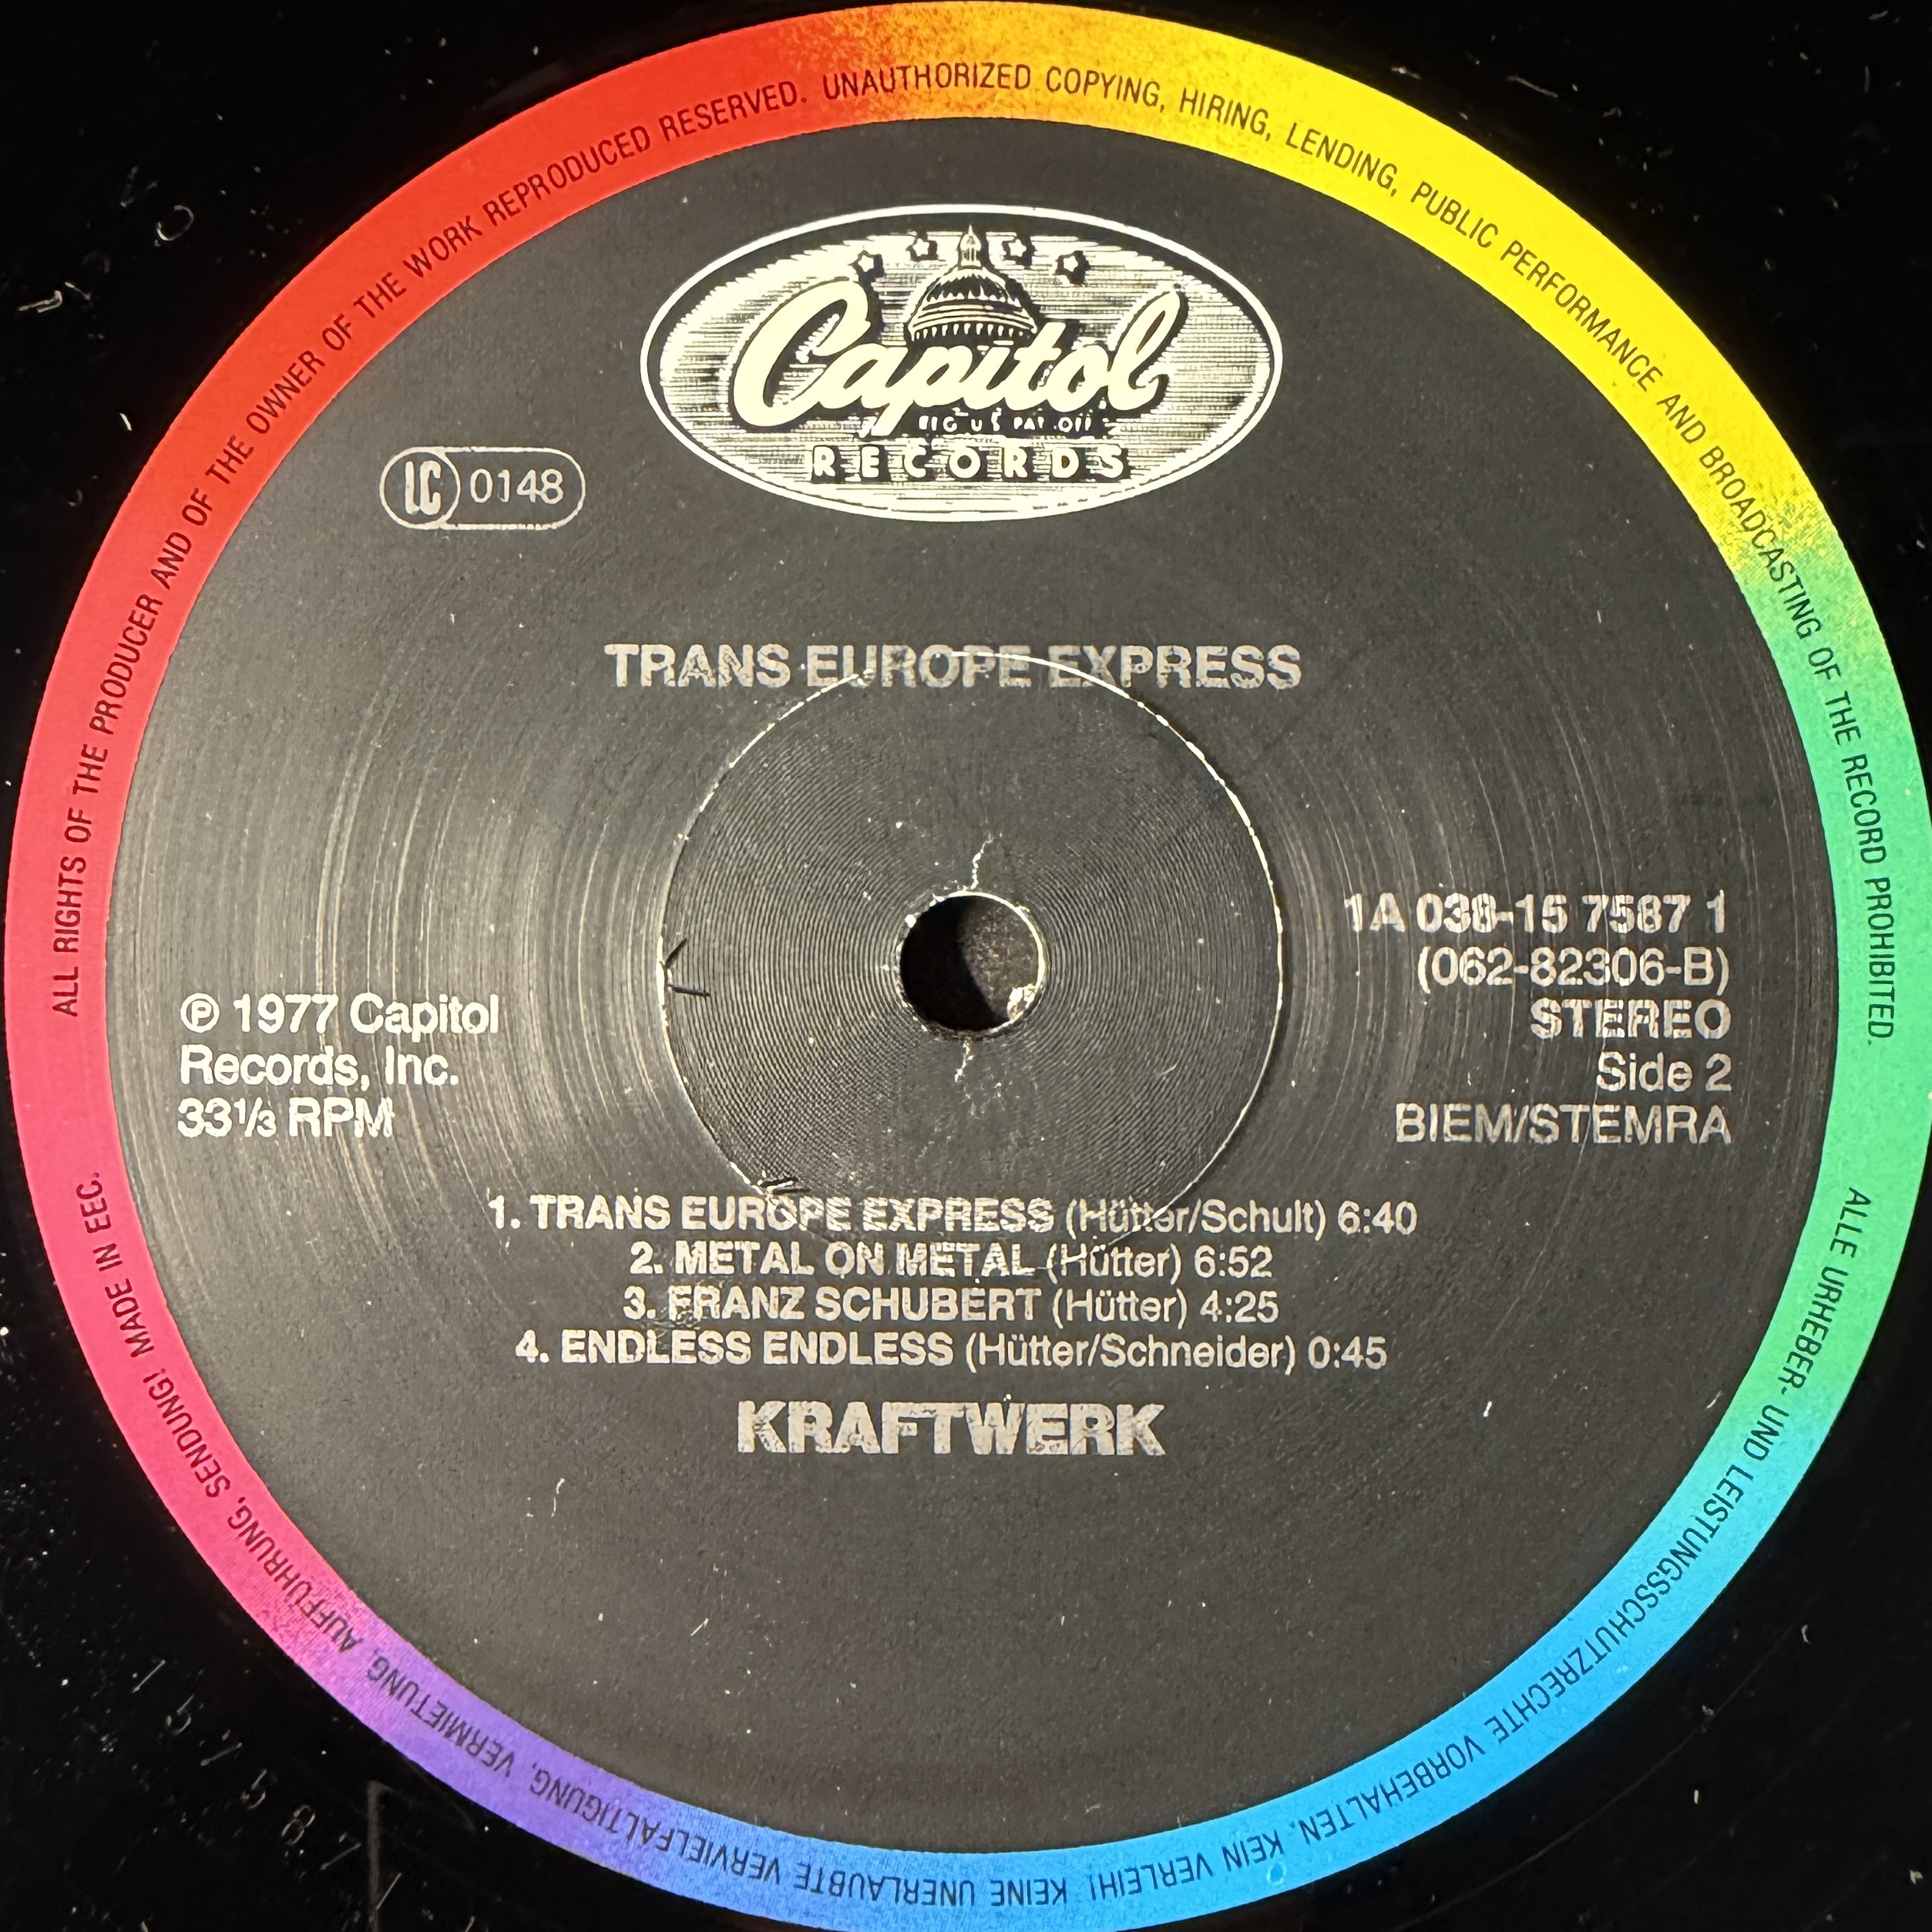 ALL RIGHTS OF THE PRODUCER AND OF THE OWNER OF THE WORK REPRODUCED RESERVED. UNAUTHORIZED COPYING, HIRING, LENDING, PUBLIC PERFORMANCE AND BROADCASTING OF THE RECORD PROHIBITED.
Capitol
REG. U.S. PAT. OFF.
RECORDS
LC 0148
TRANS EUROPE EXPRESS
1A 038-15 7587 1
(062-82306-B)
STEREO
Side 2
BIEM/STEMRA
℗ 1977 Capitol
Records, Inc.
33⅓ RPM
1. TRANS EUROPE EXPRESS (Hütter/Schult) 6:40
2. METAL ON METAL (Hütter) 6:52
3. FRANZ SCHUBERT (Hütter) 4:25
4. ENDLESS ENDLESS (Hütter/Schneider) 0:45
KRAFTWERK
ALLE URHEBER- UND LEISTUNGSSCHUTZRECHTE VORBEHALTEN. KEIN VERLEIH! KEINE UNERLAUBTE VERVIELFÄLTIGUNG, VERMIETUNG, AUFFÜHRUNG, SENDUNG! MADE IN EEC.